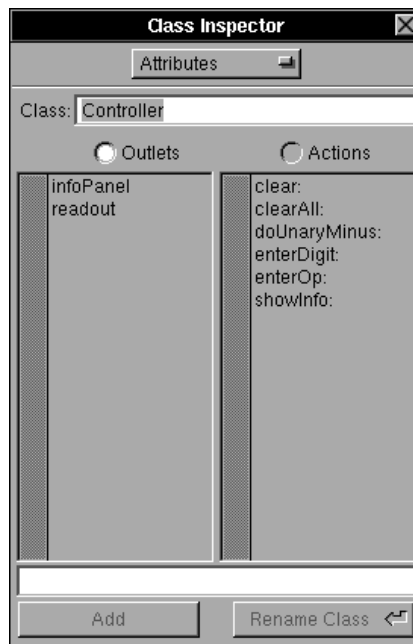 Class Inspector
Attributes
Class: Controller
Outlets Actions
infoPanel clear:
readout clearAll:
doUnaryMinus:
enterDigit:
enterOp:
showInfo:
Add Rename Class